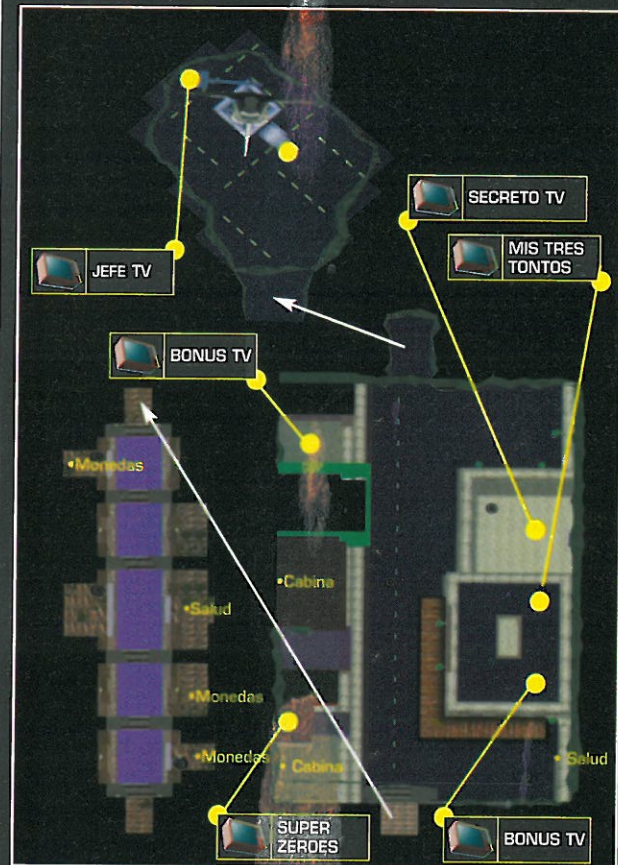 SECRETO TV
MIS TRES
TONTOS
JEFE TV
BONUS TV
Monedas
Cabina
Salud
Monedas
Monedas
Cabina
Salud
SUPER
ZEROES
BONUS TV